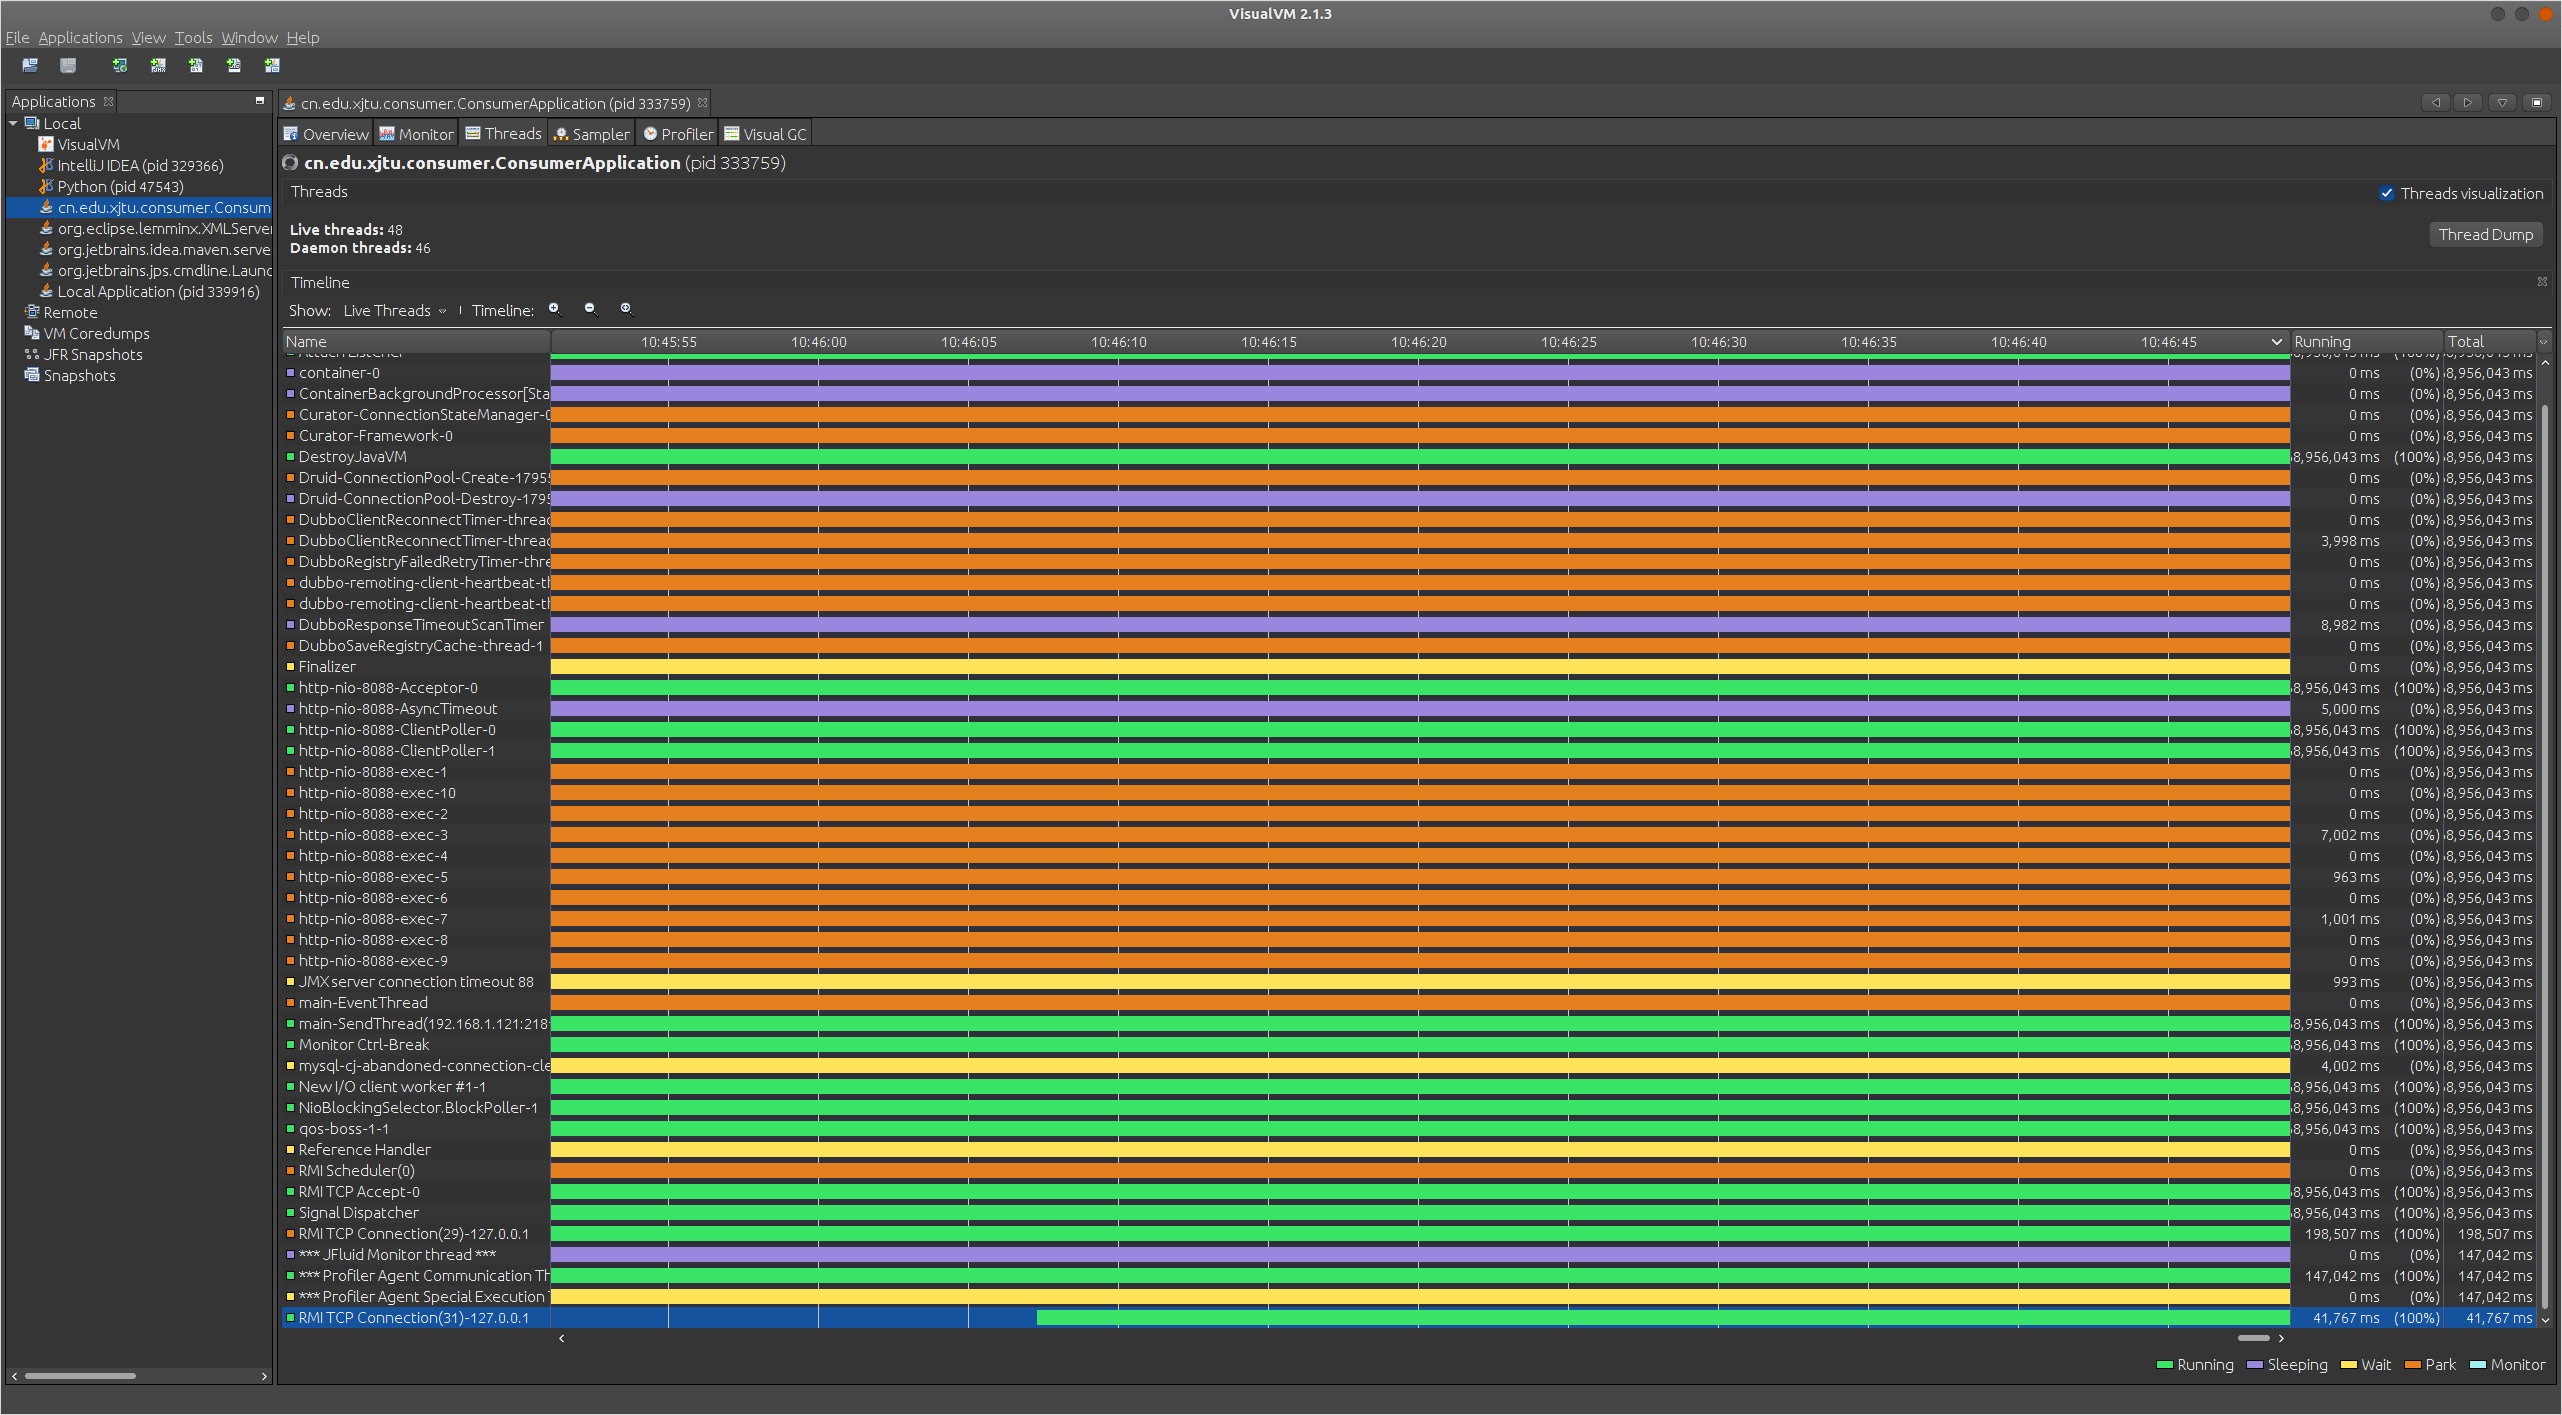 VisualVM 2.1.3
File Applications View Tools Window Help
Applications
Local
VisualVM
IntelliJ IDEA (pid 329366)
Python (pid 47543)
cn.edu.xjtu.consumer.Consum
org.eclipse.lemminx.XMLServe
org.jetbrains.idea.maven.serve
org.jetbrains.jps.cmdline.Launc
Local Application (pid 339916)
Remote
VM Coredumps
JFR Snapshots
Snapshots
cn.edu.xjtu.consumer.ConsumerApplication (pid 333759)
Overview Monitor Threads Sampler Profiler Visual GC
cn.edu.xjtu.consumer.ConsumerApplication (pid 333759)
Threads Threads visualization
Live threads: 48
Daemon threads: 46
Thread Dump
Timeline
Show: Live Threads Timeline:
Name 10:45:55 10:46:00 10:46:05 10:46:10 10:46:15 10:46:20 10:46:25 10:46:30 10:46:35 10:46:40 10:46:45 Running Total
Attach Listener 8,956,043 ms (100%) 8,956,043 ms
container-0 0 ms (0%) 8,956,043 ms
ContainerBackgroundProcessor[Sta 0 ms (0%) 8,956,043 ms
Curator-ConnectionStateManager-0 0 ms (0%) 8,956,043 ms
Curator-Framework-0 0 ms (0%) 8,956,043 ms
DestroyJavaVM 8,956,043 ms (100%) 8,956,043 ms
Druid-ConnectionPool-Create-1795 0 ms (0%) 8,956,043 ms
Druid-ConnectionPool-Destroy-1795 0 ms (0%) 8,956,043 ms
DubboClientReconnectTimer-threac 0 ms (0%) 8,956,043 ms
DubboClientReconnectTimer-threac 3,998 ms (0%) 8,956,043 ms
DubboRegistryFailedRetryTimer-thre 0 ms (0%) 8,956,043 ms
dubbo-remoting-client-heartbeat-th 0 ms (0%) 8,956,043 ms
dubbo-remoting-client-heartbeat-th 0 ms (0%) 8,956,043 ms
DubboResponseTimeoutScanTimer 8,982 ms (0%) 8,956,043 ms
DubboSaveRegistryCache-thread-1 0 ms (0%) 8,956,043 ms
Finalizer 0 ms (0%) 8,956,043 ms
http-nio-8088-Acceptor-0 8,956,043 ms (100%) 8,956,043 ms
http-nio-8088-AsyncTimeout 5,000 ms (0%) 8,956,043 ms
http-nio-8088-ClientPoller-0 8,956,043 ms (100%) 8,956,043 ms
http-nio-8088-ClientPoller-1 8,956,043 ms (100%) 8,956,043 ms
http-nio-8088-exec-1 0 ms (0%) 8,956,043 ms
http-nio-8088-exec-10 0 ms (0%) 8,956,043 ms
http-nio-8088-exec-2 0 ms (0%) 8,956,043 ms
http-nio-8088-exec-3 7,002 ms (0%) 8,956,043 ms
http-nio-8088-exec-4 0 ms (0%) 8,956,043 ms
http-nio-8088-exec-5 963 ms (0%) 8,956,043 ms
http-nio-8088-exec-6 0 ms (0%) 8,956,043 ms
http-nio-8088-exec-7 1,001 ms (0%) 8,956,043 ms
http-nio-8088-exec-8 0 ms (0%) 8,956,043 ms
http-nio-8088-exec-9 0 ms (0%) 8,956,043 ms
JMX server connection timeout 88 993 ms (0%) 8,956,043 ms
main-EventThread 0 ms (0%) 8,956,043 ms
main-SendThread(192.168.1.121:218 8,956,043 ms (100%) 8,956,043 ms
Monitor Ctrl-Break 8,956,043 ms (100%) 8,956,043 ms
mysql-cj-abandoned-connection-cle 4,002 ms (0%) 8,956,043 ms
New I/O client worker #1-1 8,956,043 ms (100%) 8,956,043 ms
NioBlockingSelector.BlockPoller-1 8,956,043 ms (100%) 8,956,043 ms
qos-boss-1-1 8,956,043 ms (100%) 8,956,043 ms
Reference Handler 0 ms (0%) 8,956,043 ms
RMI Scheduler(0) 0 ms (0%) 8,956,043 ms
RMI TCP Accept-0 8,956,043 ms (100%) 8,956,043 ms
Signal Dispatcher 8,956,043 ms (100%) 8,956,043 ms
RMI TCP Connection(29)-127.0.0.1 198,507 ms (100%) 198,507 ms
*** JFluid Monitor thread *** 0 ms (0%) 147,042 ms
*** Profiler Agent Communication Th 147,042 ms (100%) 147,042 ms
*** Profiler Agent Special Execution 0 ms (0%) 147,042 ms
RMI TCP Connection(31)-127.0.0.1 41,767 ms (100%) 41,767 ms
Running Sleeping Wait Park Monitor